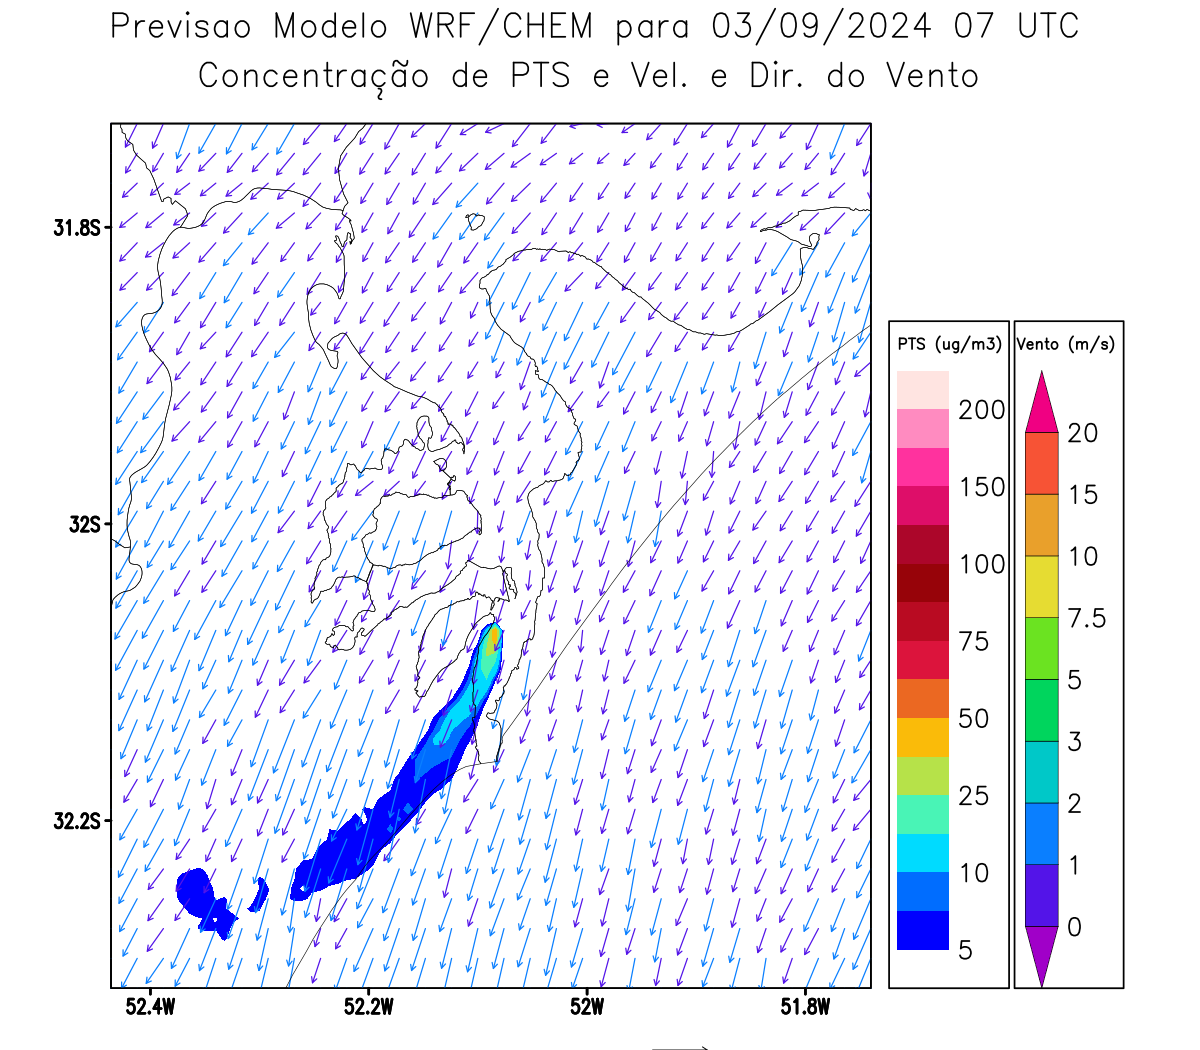 Previsao Modelo WRF/CHEM para 03/09/2024 07 UTC
Concentração de PTS e Vel. e Dir. do Vento
31.8S
32S
32.2S
52.4W
52.2W
52W
51.8W
PTS (ug/m3)
200
150
100
75
50
25
10
5
Vento (m/s)
20
15
10
7.5
5
3
2
1
0